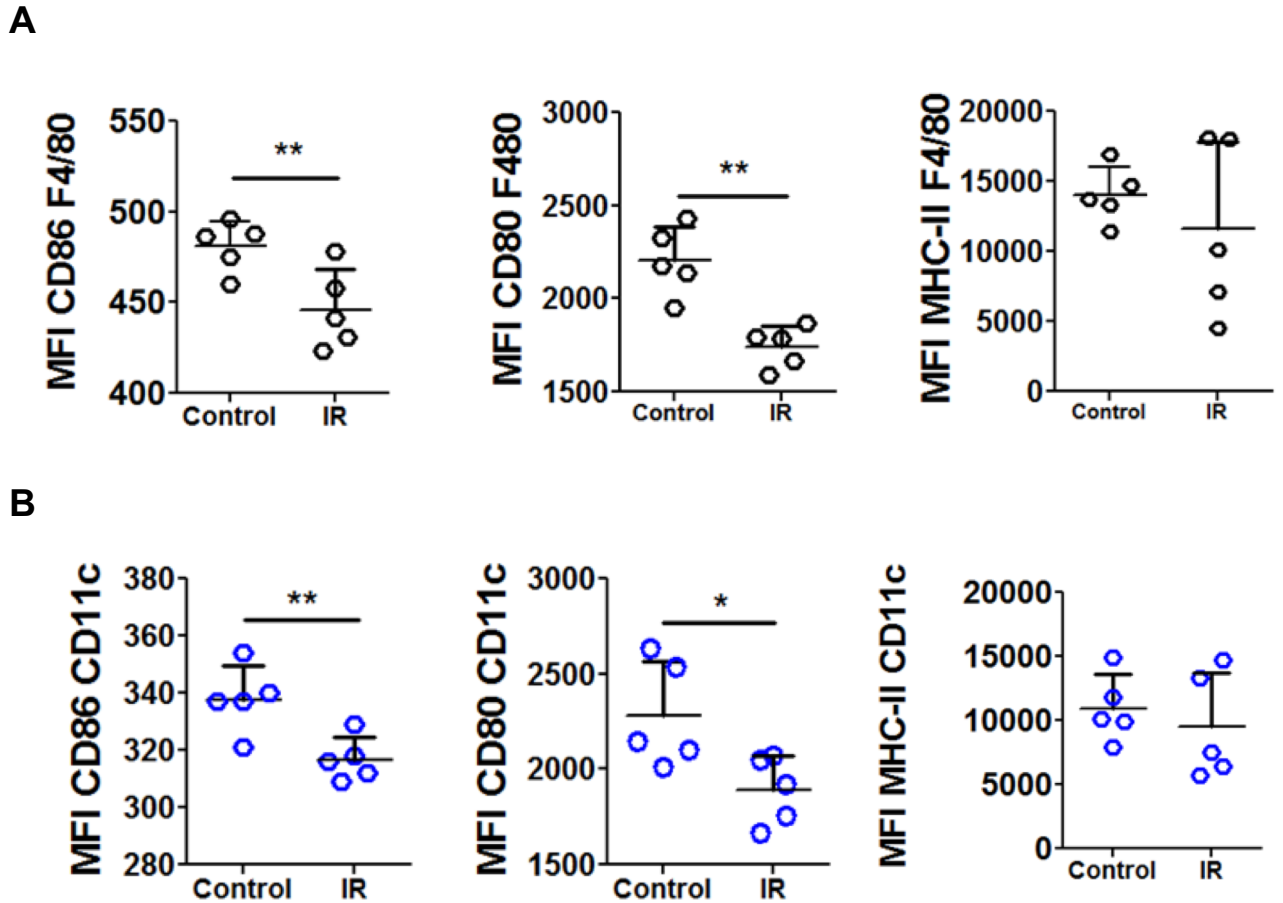 A
MFI CD86 F4/80
550
500
450
400
**
Control IR
MFI CD80 F480
3000
2500
2000
1500
**
Control IR
MFI MHC-II F4/80
20000
15000
10000
5000
0
Control IR
B
MFI CD86 CD11c
380
360
340
320
300
280
**
Control IR
MFI CD80 CD11c
3000
2500
2000
1500
*
Control IR
MFI MHC-II CD11c
20000
15000
10000
5000
0
Control IR